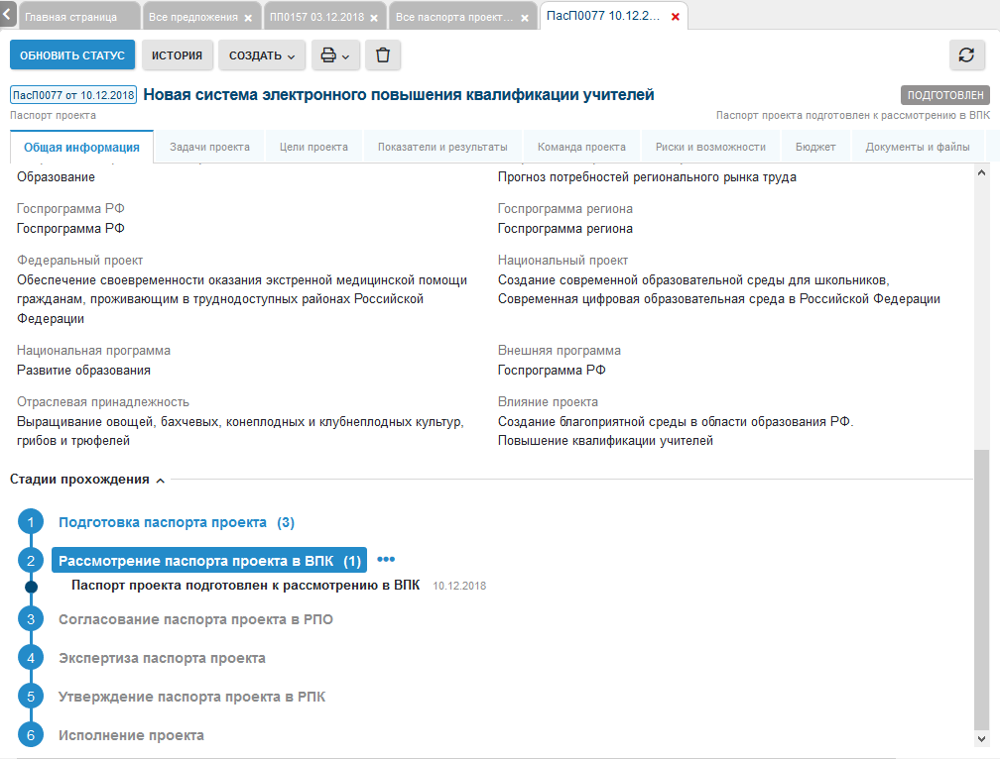 Главная страница
Все предложения
ПП0157 03.12.2018
Все паспорта проект...
ПасП0077 10.12.2...
ОБНОВИТЬ СТАТУС
ИСТОРИЯ
СОЗДАТЬ
ПасП0077 от 10.12.2018 Новая система электронного повышения квалификации учителей
ПОДГОТОВЛЕН
Паспорт проекта
Паспорт проекта подготовлен к рассмотрению в ВПК
Общая информация
Задачи проекта
Цели проекта
Показатели и результаты
Команда проекта
Риски и возможности
Бюджет
Документы и файлы
Образование
Прогноз потребностей регионального рынка труда
Госпрограмма РФ
Госпрограмма РФ
Госпрограмма региона
Госпрограмма региона
Федеральный проект
Обеспечение своевременности оказания экстренной медицинской помощи
гражданам, проживающим в труднодоступных районах Российской
Федерации
Национальный проект
Создание современной образовательной среды для школьников,
Современная цифровая образовательная среда в Российской Федерации
Национальная программа
Развитие образования
Внешняя программа
Госпрограмма РФ
Отраслевая принадлежность
Выращивание овощей, бахчевых, конеплодных и клубнеплодных культур,
грибов и трюфелей
Влияние проекта
Создание благоприятной среды в области образования РФ.
Повышение квалификации учителей
Стадии прохождения
1 Подготовка паспорта проекта (3)
2 Рассмотрение паспорта проекта в ВПК (1) •••
Паспорт проекта подготовлен к рассмотрению в ВПК 10.12.2018
3 Согласование паспорта проекта в РПО
4 Экспертиза паспорта проекта
5 Утверждение паспорта проекта в РПК
6 Исполнение проекта